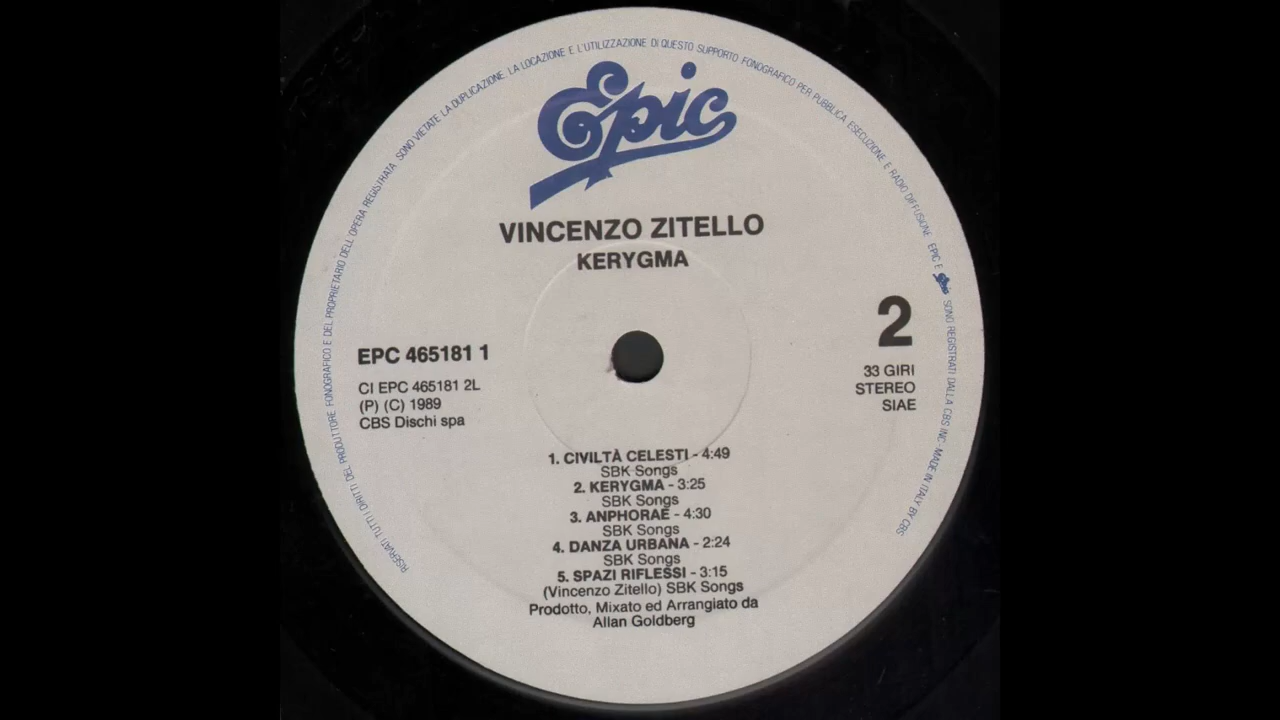 RISERVATI TUTTI I DIRITTI DEL PRODUTTORE FONOGRAFICO E DEL PROPRIETARIO DELL'OPERA REGISTRATA. SONO VIETATE LA DUPLICAZIONE, LA LOCAZIONE E L'UTILIZZAZIONE DI QUESTO SUPPORTO FONOGRAFICO PER PUBBLICA ESECUZIONE E RADIO DIFFUSIONE. EPIC E Epic SONO REGISTRATI DALLA CBS INC - MADE IN ITALY BY CBS
Epic
VINCENZO ZITELLO
KERYGMA
2
EPC 465181 1
33 GIRI
CI EPC 465181 2L
STEREO
(P) (C) 1989
SIAE
CBS Dischi spa
1. CIVILTÀ CELESTI - 4:49
SBK Songs
2. KERYGMA - 3:25
SBK Songs
3. ANPHORAE - 4:30
SBK Songs
4. DANZA URBANA - 2:24
SBK Songs
5. SPAZI RIFLESSI - 3:15
(Vincenzo Zitello) SBK Songs
Prodotto, Mixato ed Arrangiato da
Allan Goldberg